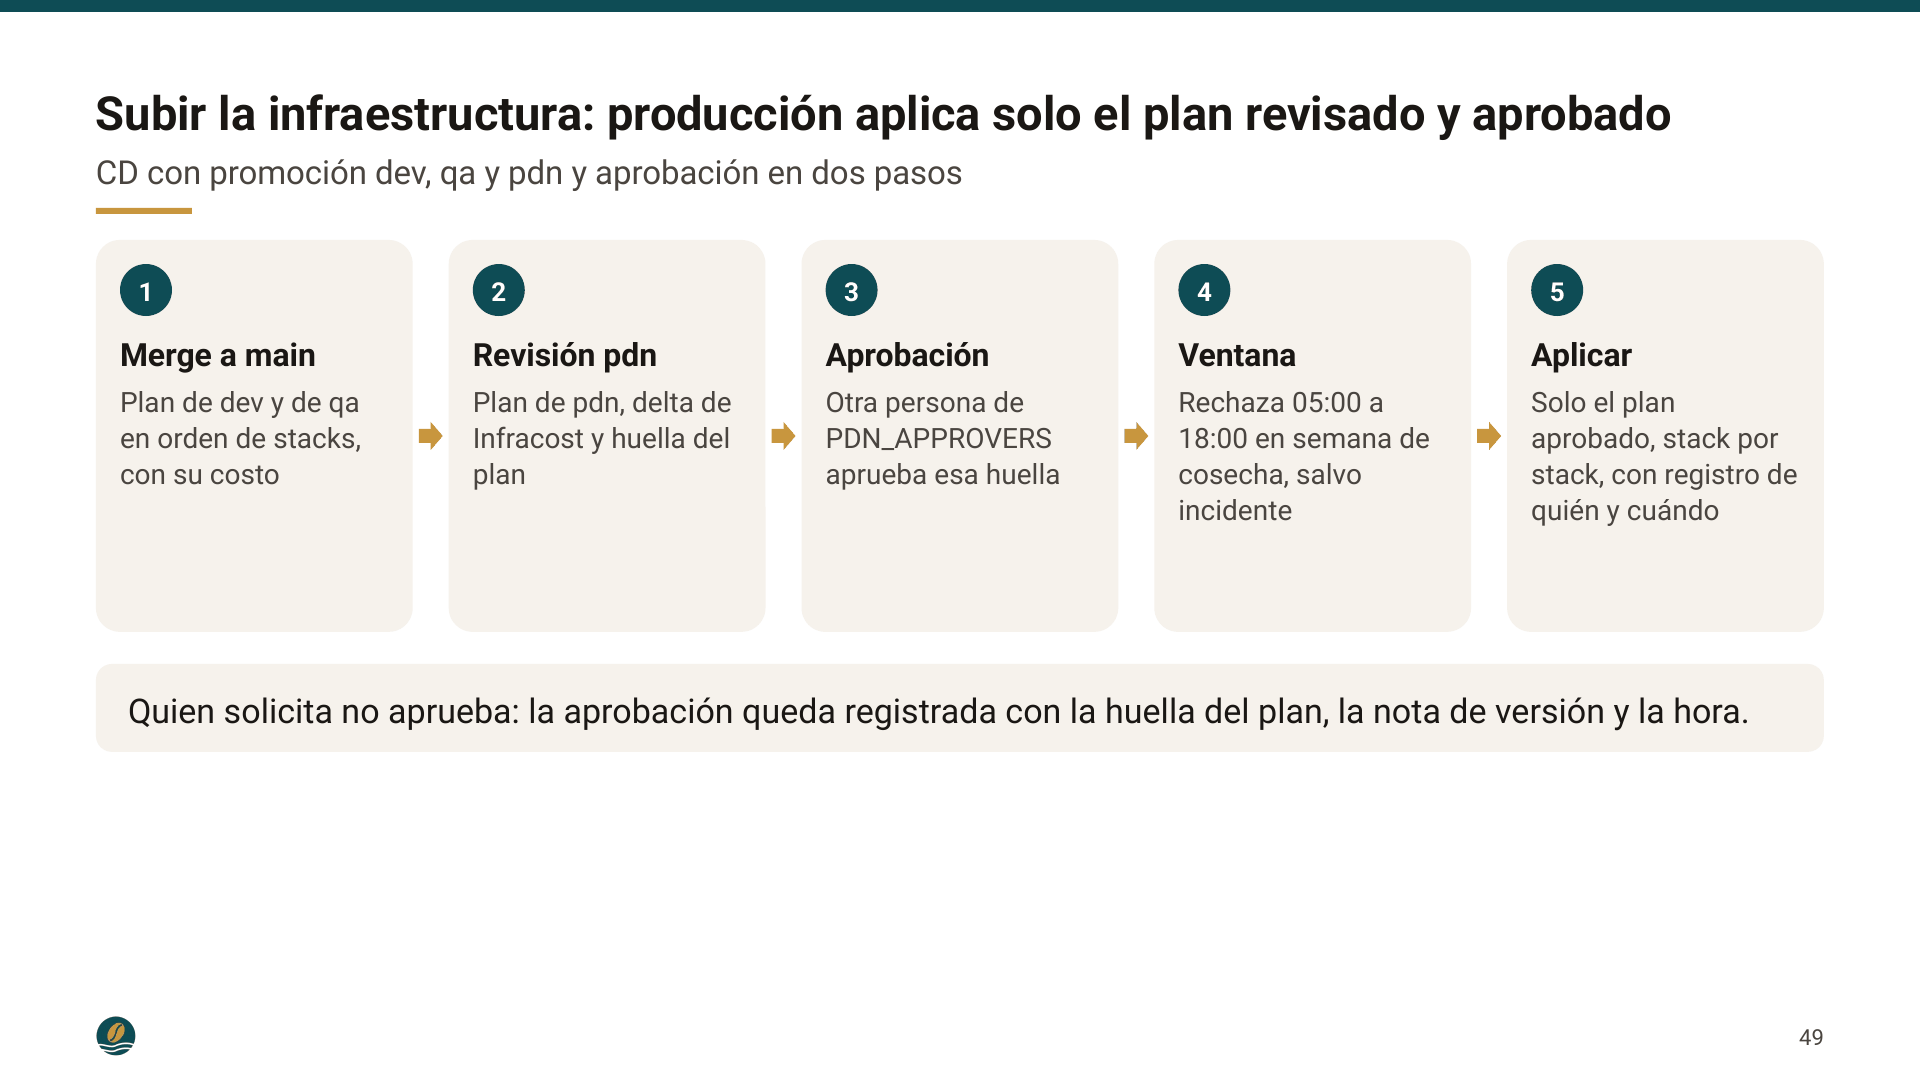 Subir la infraestructura: producción aplica solo el plan revisado y aprobado
CD con promoción dev, qa y pdn y aprobación en dos pasos
1
Merge a main
Plan de dev y de qa
en orden de stacks,
con su costo
2
Revisión pdn
Plan de pdn, delta de
Infracost y huella del
plan
3
Aprobación
Otra persona de
PDN_APPROVERS
aprueba esa huella
4
Ventana
Rechaza 05:00 a
18:00 en semana de
cosecha, salvo
incidente
5
Aplicar
Solo el plan
aprobado, stack por
stack, con registro de
quién y cuándo
Quien solicita no aprueba: la aprobación queda registrada con la huella del plan, la nota de versión y la hora.
49